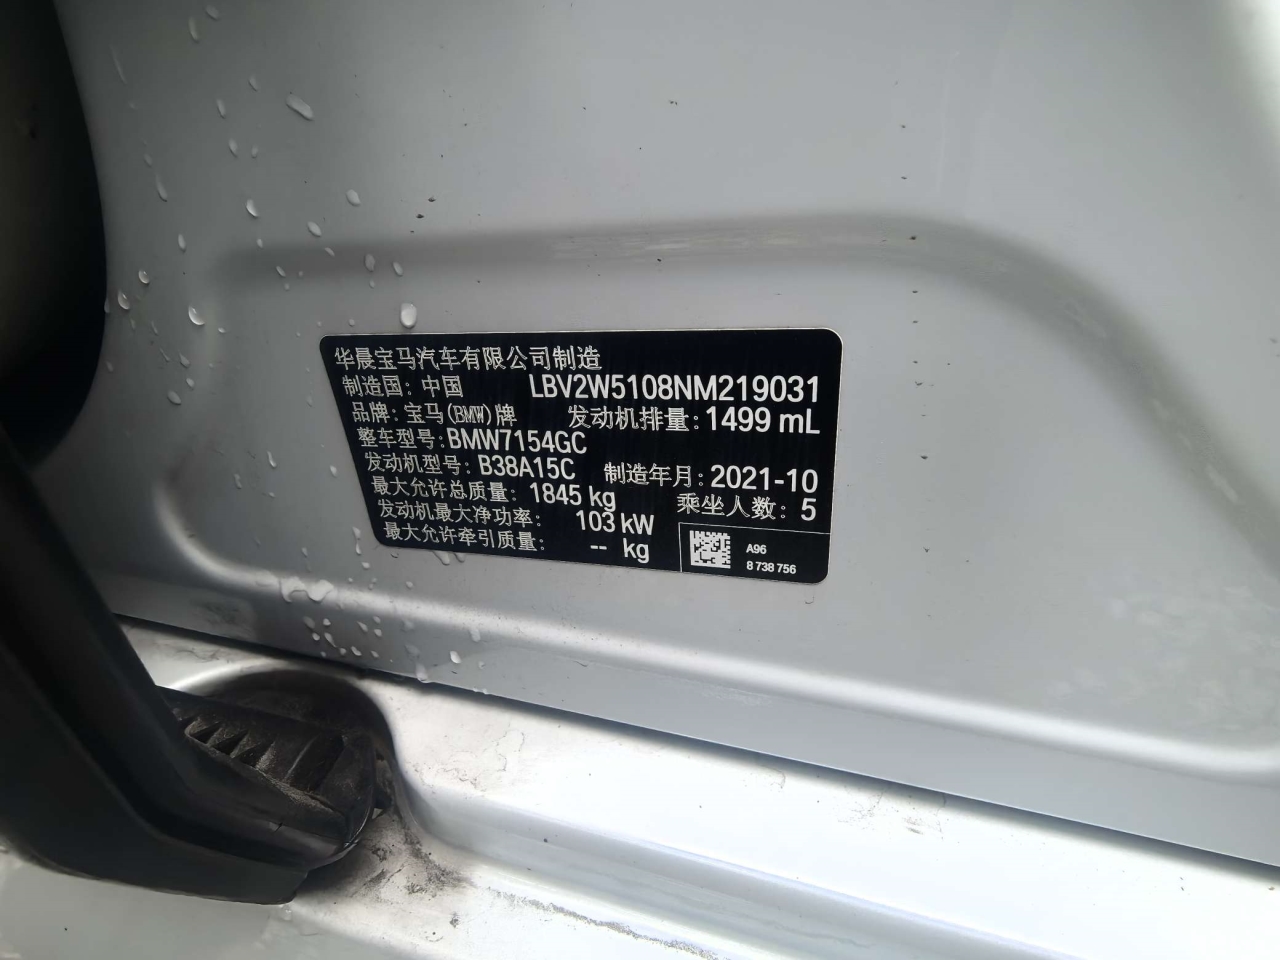 华晨宝马汽车有限公司制造
制造国: 中国 LBV2W5108NM219031
品牌: 宝马(BMW)牌 发动机排量: 1499 mL
整车型号: BMW7154GC
发动机型号: B38A15C 制造年月: 2021-10
最大允许总质量: 1845 kg 乘坐人数: 5
发动机最大净功率: 103 kW
最大允许牵引质量: -- kg
A96
8 738 756